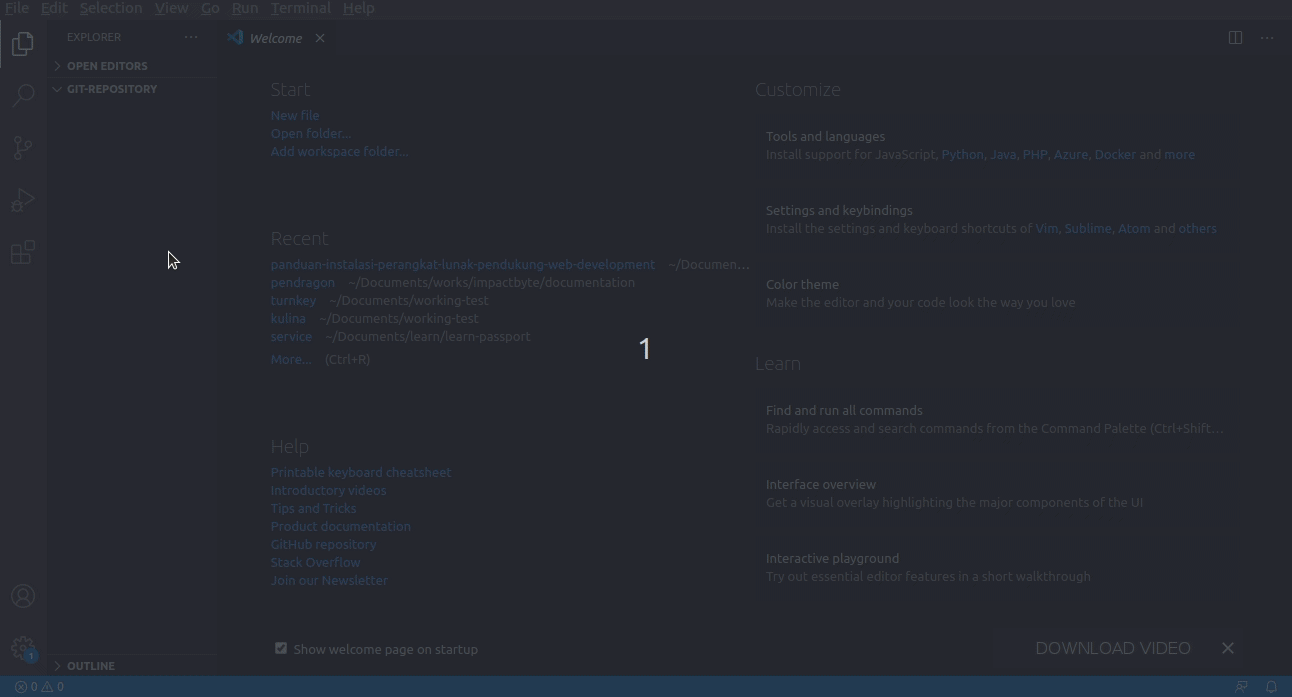 File Edit Selection View Go Run Terminal Help
EXPLORER ...
Welcome
OPEN EDITORS
GIT-REPOSITORY
Start
New file
Open folder...
Add workspace folder...
Recent
panduan-instalasi-perangkat-lunak-pendukung-web-development ~/Documen...
pendragon ~/Documents/works/impactbyte/documentation
turnkey ~/Documents/working-test
kulina ~/Documents/working-test
service ~/Documents/learn/learn-passport
More... (Ctrl+R)
Help
Printable keyboard cheatsheet
Introductory videos
Tips and Tricks
Product documentation
GitHub repository
Stack Overflow
Join our Newsletter
Show welcome page on startup
Customize
Tools and languages
Install support for JavaScript, Python, Java, PHP, Azure, Docker and more
Settings and keybindings
Install the settings and keyboard shortcuts of Vim, Sublime, Atom and others
Color theme
Make the editor and your code look the way you love
1
Learn
Find and run all commands
Rapidly access and search commands from the Command Palette (Ctrl+Shift...
Interface overview
Get a visual overlay highlighting the major components of the UI
Interactive playground
Try out essential editor features in a short walkthrough
DOWNLOAD VIDEO
1
OUTLINE
0 0